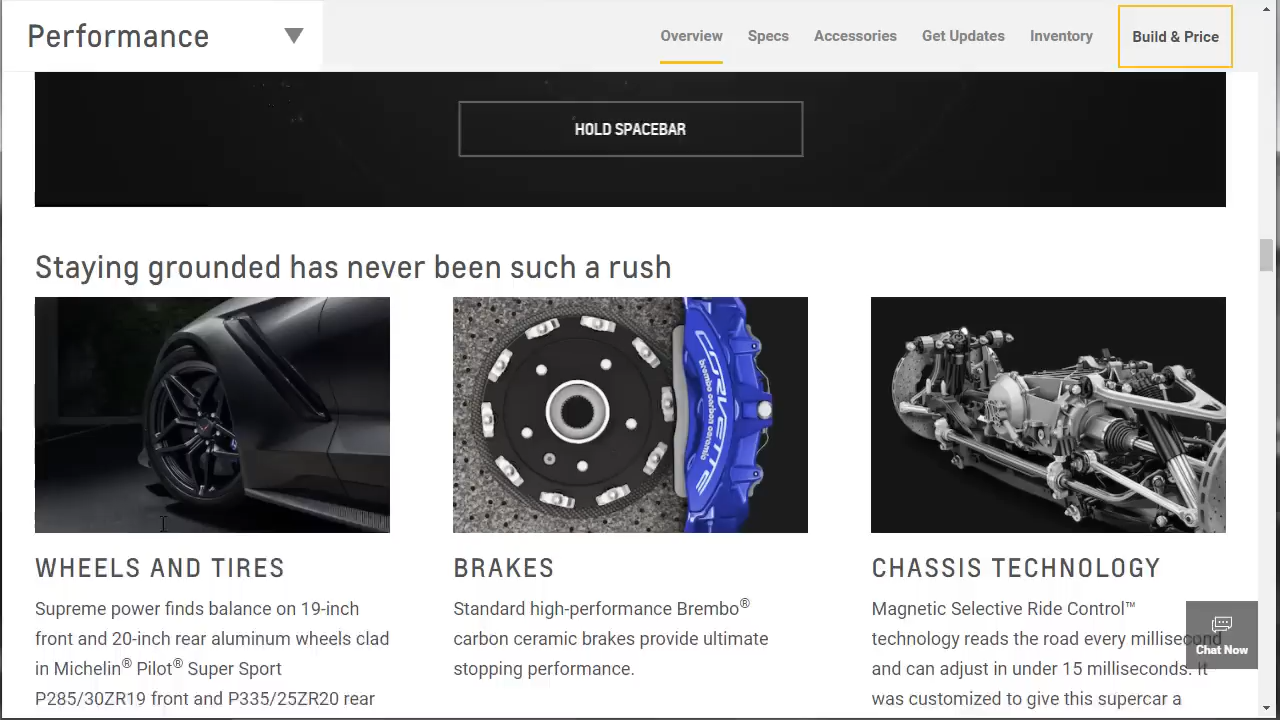 Performance
Overview Specs Accessories Get Updates Inventory Build & Price
HOLD SPACEBAR
Staying grounded has never been such a rush
CORVETTE
brembo carbon ceramic
WHEELS AND TIRES
Supreme power finds balance on 19-inch
front and 20-inch rear aluminum wheels clad
in Michelin® Pilot® Super Sport
P285/30ZR19 front and P335/25ZR20 rear
BRAKES
Standard high-performance Brembo®
carbon ceramic brakes provide ultimate
stopping performance.
CHASSIS TECHNOLOGY
Magnetic Selective Ride Control™
technology reads the road every millisecond
and can adjust in under 15 milliseconds. It
was customized to give this supercar a
Chat Now